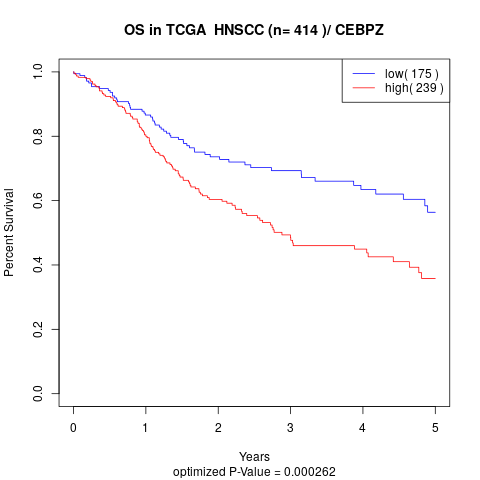 OS in TCGA  HNSCC (n= 414 )/ CEBPZ
low( 175 )
high( 239 )
Percent Survival
1.0
0.8
0.6
0.4
0.2
0.0
0 1 2 3 4 5
Years
optimized P-Value = 0.000262